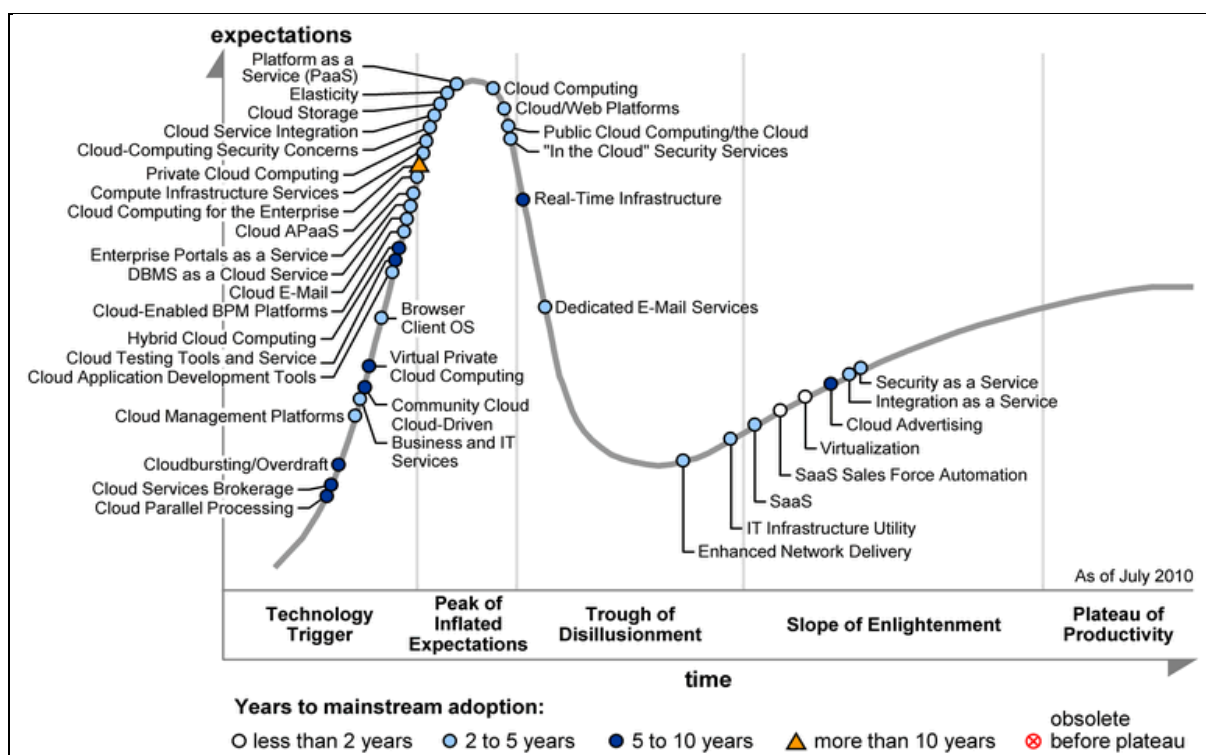 expectations
Platform as a
Service (PaaS)
Elasticity
Cloud Storage
Cloud Service Integration
Cloud-Computing Security Concerns
Private Cloud Computing
Compute Infrastructure Services
Cloud Computing for the Enterprise
Cloud APaaS
Enterprise Portals as a Service
DBMS as a Cloud Service
Cloud E-Mail
Cloud-Enabled BPM Platforms
Hybrid Cloud Computing
Cloud Testing Tools and Service
Cloud Application Development Tools
Cloud Management Platforms
Cloudbursting/Overdraft
Cloud Services Brokerage
Cloud Parallel Processing
Browser
Client OS
Virtual Private
Cloud Computing
Community Cloud
Cloud-Driven
Business and IT
Services
Cloud Computing
Cloud/Web Platforms
Public Cloud Computing/the Cloud
"In the Cloud" Security Services
Real-Time Infrastructure
Dedicated E-Mail Services
Security as a Service
Integration as a Service
Cloud Advertising
Virtualization
SaaS Sales Force Automation
SaaS
IT Infrastructure Utility
Enhanced Network Delivery
As of July 2010
Technology
Trigger
Peak of
Inflated
Expectations
Trough of
Disillusionment
Slope of Enlightenment
Plateau of
Productivity
time
Years to mainstream adoption:
less than 2 years
2 to 5 years
5 to 10 years
more than 10 years
obsolete
before plateau